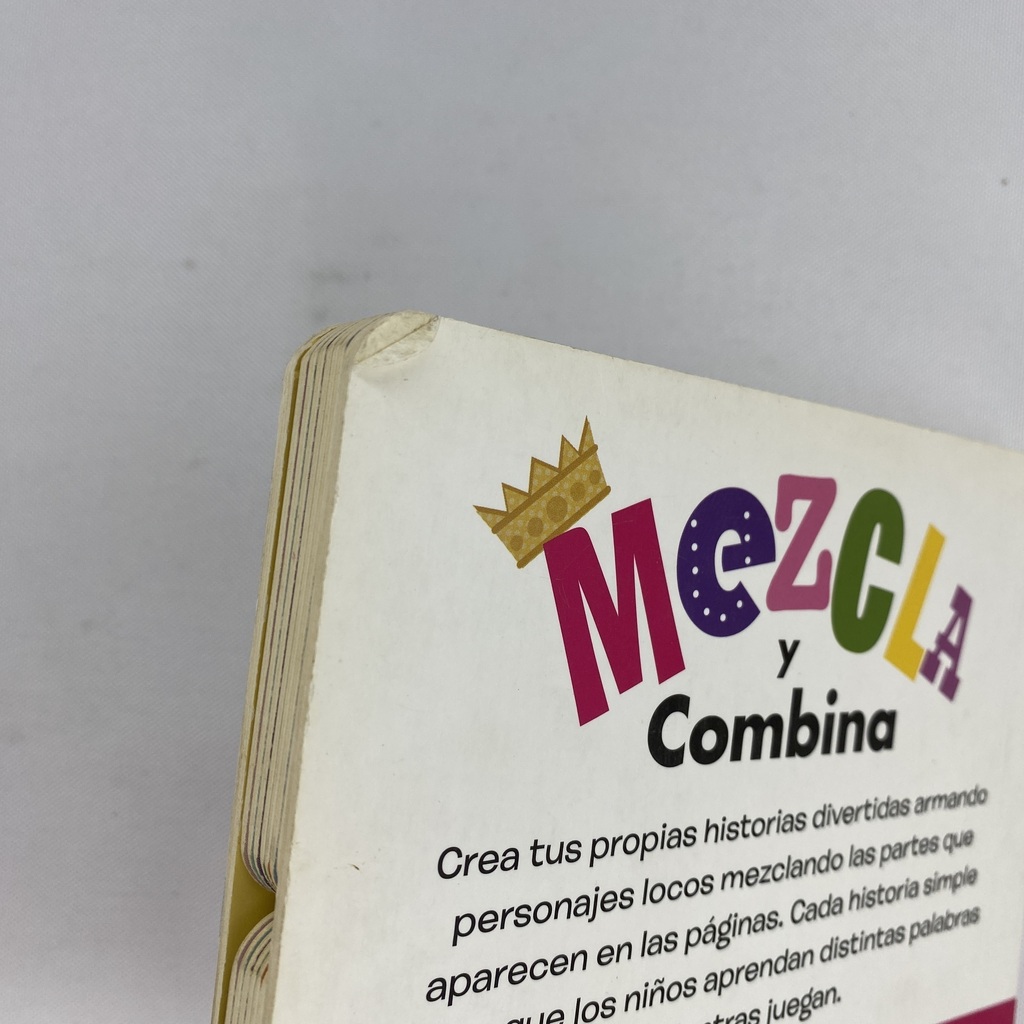 MeZCLA
y
Combina
Crea tus propias historias divertidas armando
personajes locos mezclando las partes que
aparecen en las páginas. Cada historia simple
que los niños aprendan distintas palabras
juegan.